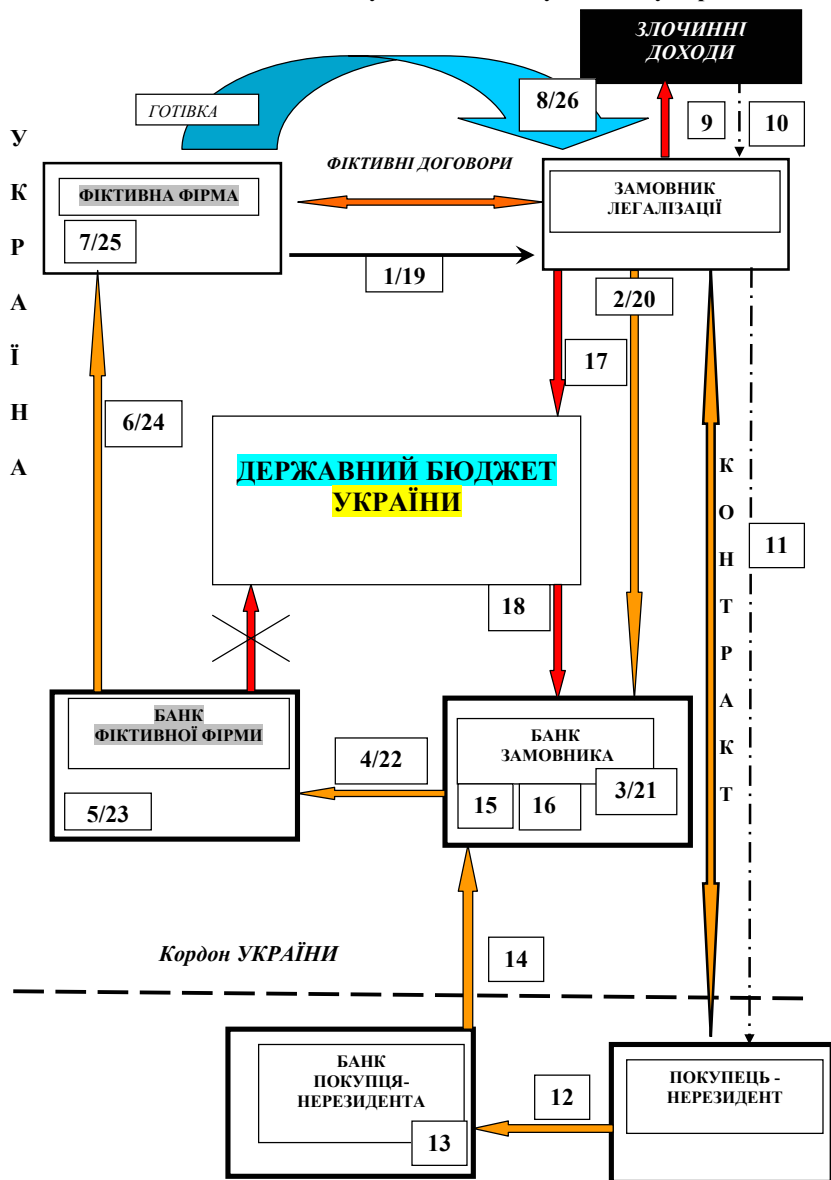 ЗЛОЧИННІ
ДОХОДИ
ГОТІВКА
8/26
9
10
У
К
Р
А
Ї
Н
А
ФІКТИВНІ ДОГОВОРИ
ФІКТИВНА ФІРМА
7/25
ЗАМОВНИК
ЛЕГАЛІЗАЦІЇ
1/19
2/20
17
6/24
ДЕРЖАВНИЙ БЮДЖЕТ
УКРАЇНИ
К
О
Н
Т
Р
А
К
Т
11
18
БАНК
ФІКТИВНОЇ ФІРМИ
5/23
4/22
БАНК
ЗАМОВНИКА
15
16
3/21
Кордон УКРАЇНИ
14
БАНК
ПОКУПЦЯ-
НЕРЕЗИДЕНТА
13
12
ПОКУПЕЦЬ -
НЕРЕЗИДЕНТ